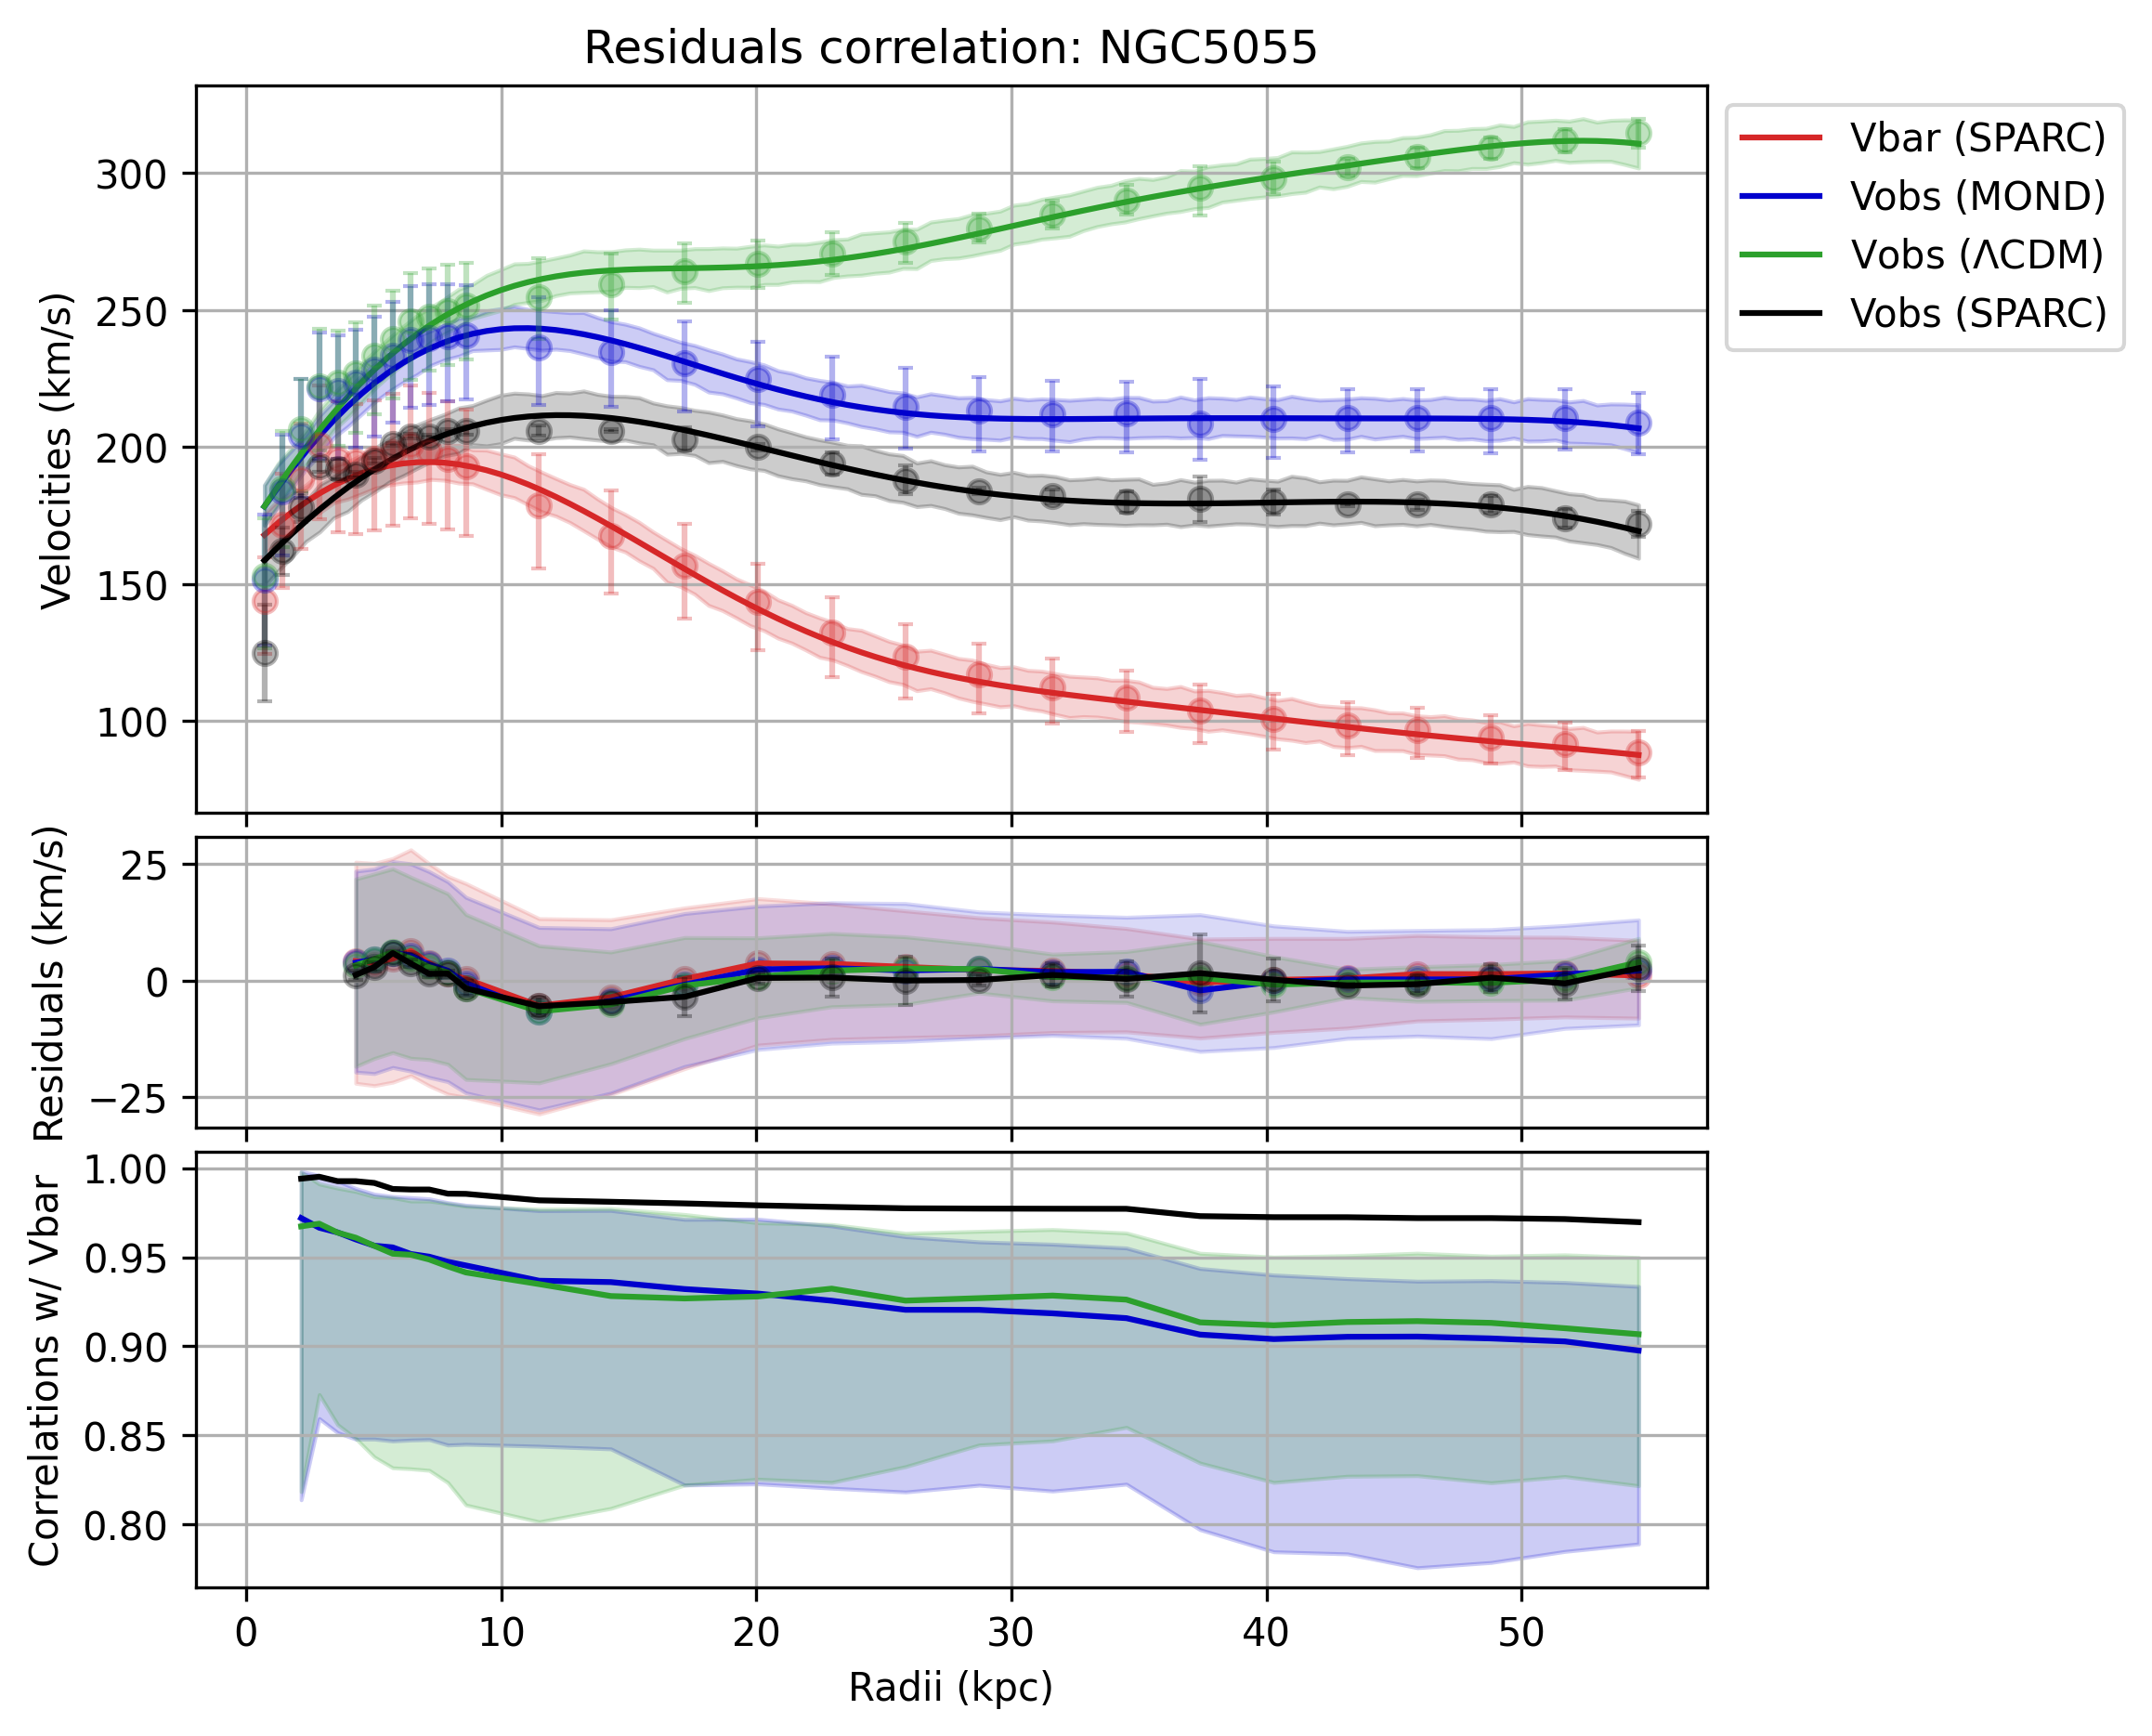 Residuals correlation: NGC5055
Velocities (km/s)
300
250
200
150
100
Vbar (SPARC)
Vobs (MOND)
Vobs (ΛCDM)
Vobs (SPARC)
Residuals (km/s)
25
0
−25
Correlations w/ Vbar
1.00
0.95
0.90
0.85
0.80
0 10 20 30 40 50
Radii (kpc)